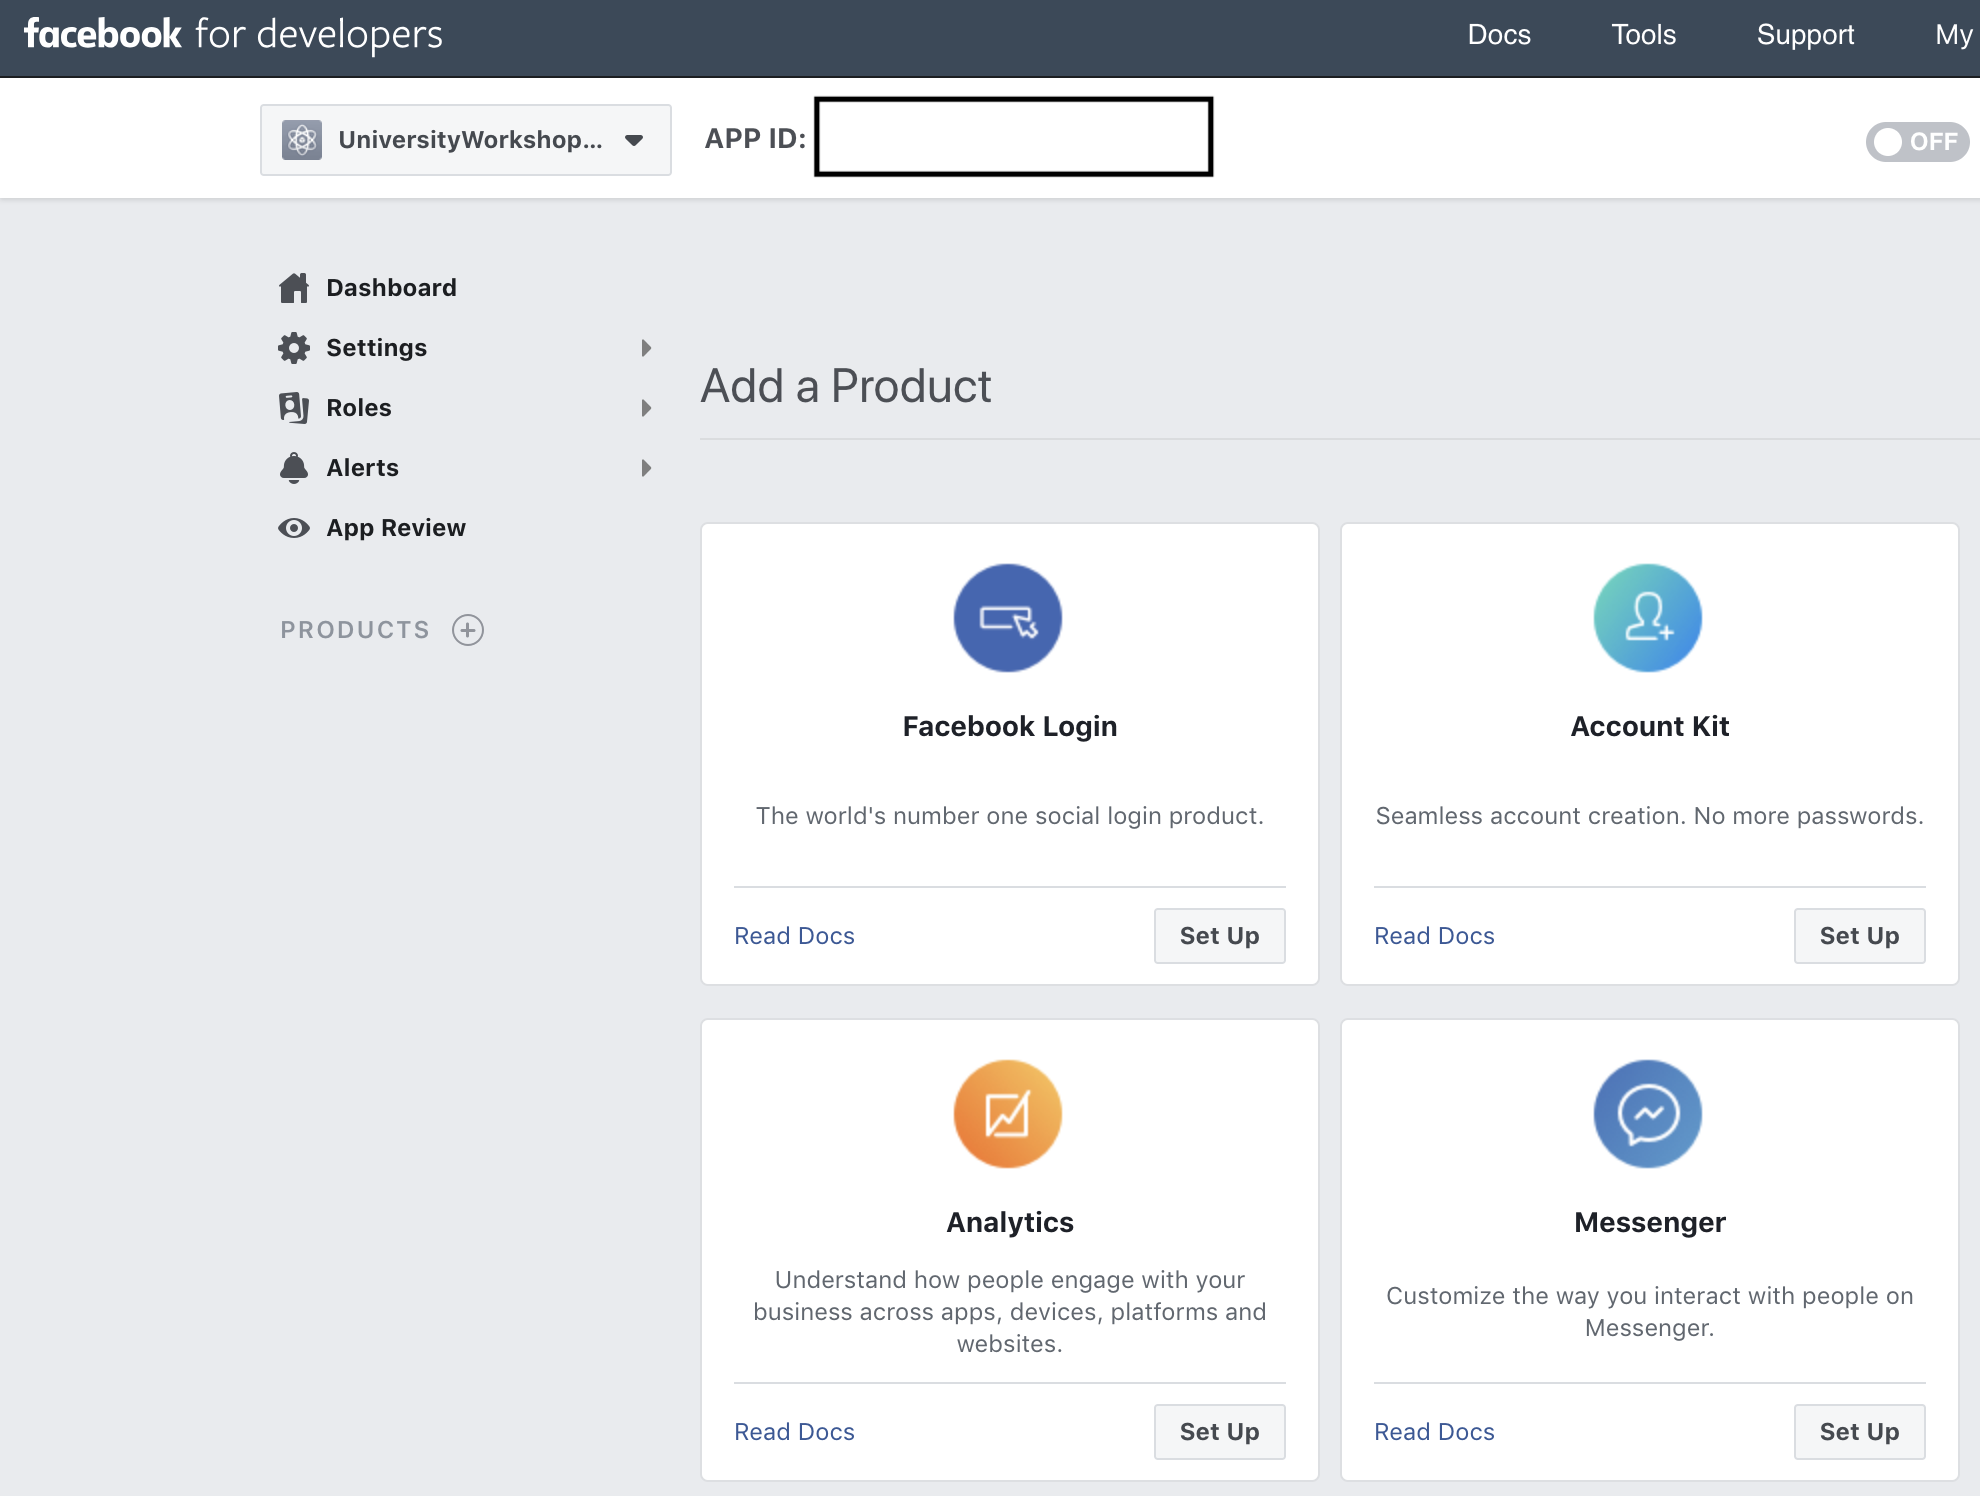 facebook for developers
Docs
Tools
Support
My
UniversityWorkshop...
APP ID:
OFF
Dashboard
Settings
Roles
Alerts
App Review
PRODUCTS
Add a Product
Facebook Login
The world's number one social login product.
Read Docs
Set Up
Account Kit
Seamless account creation. No more passwords.
Read Docs
Set Up
Analytics
Understand how people engage with your
business across apps, devices, platforms and
websites.
Read Docs
Set Up
Messenger
Customize the way you interact with people on
Messenger.
Read Docs
Set Up